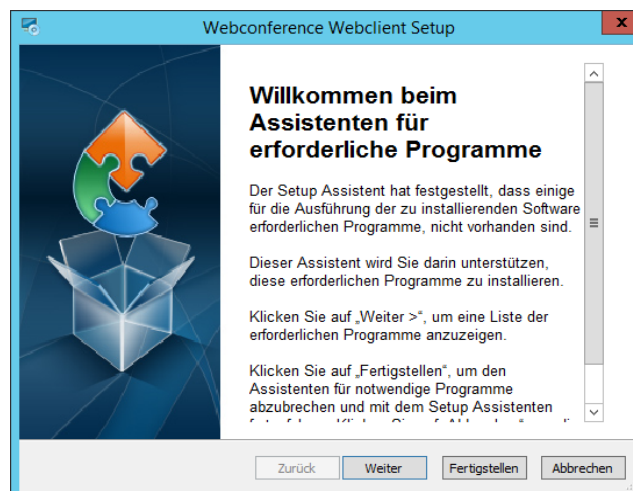 Webconference Webclient Setup
x
Willkommen beim
Assistenten für
erforderliche Programme
Der Setup Assistent hat festgestellt, dass einige
für die Ausführung der zu installierenden Software
erforderlichen Programme, nicht vorhanden sind.
Dieser Assistent wird Sie darin unterstützen,
diese erforderlichen Programme zu installieren.
Klicken Sie auf „Weiter >“, um eine Liste der
erforderlichen Programme anzuzeigen.
Klicken Sie auf „Fertigstellen“, um den
Assistenten für notwendige Programme
abzubrechen und mit dem Setup Assistenten
Zurück Weiter Fertigstellen Abbrechen